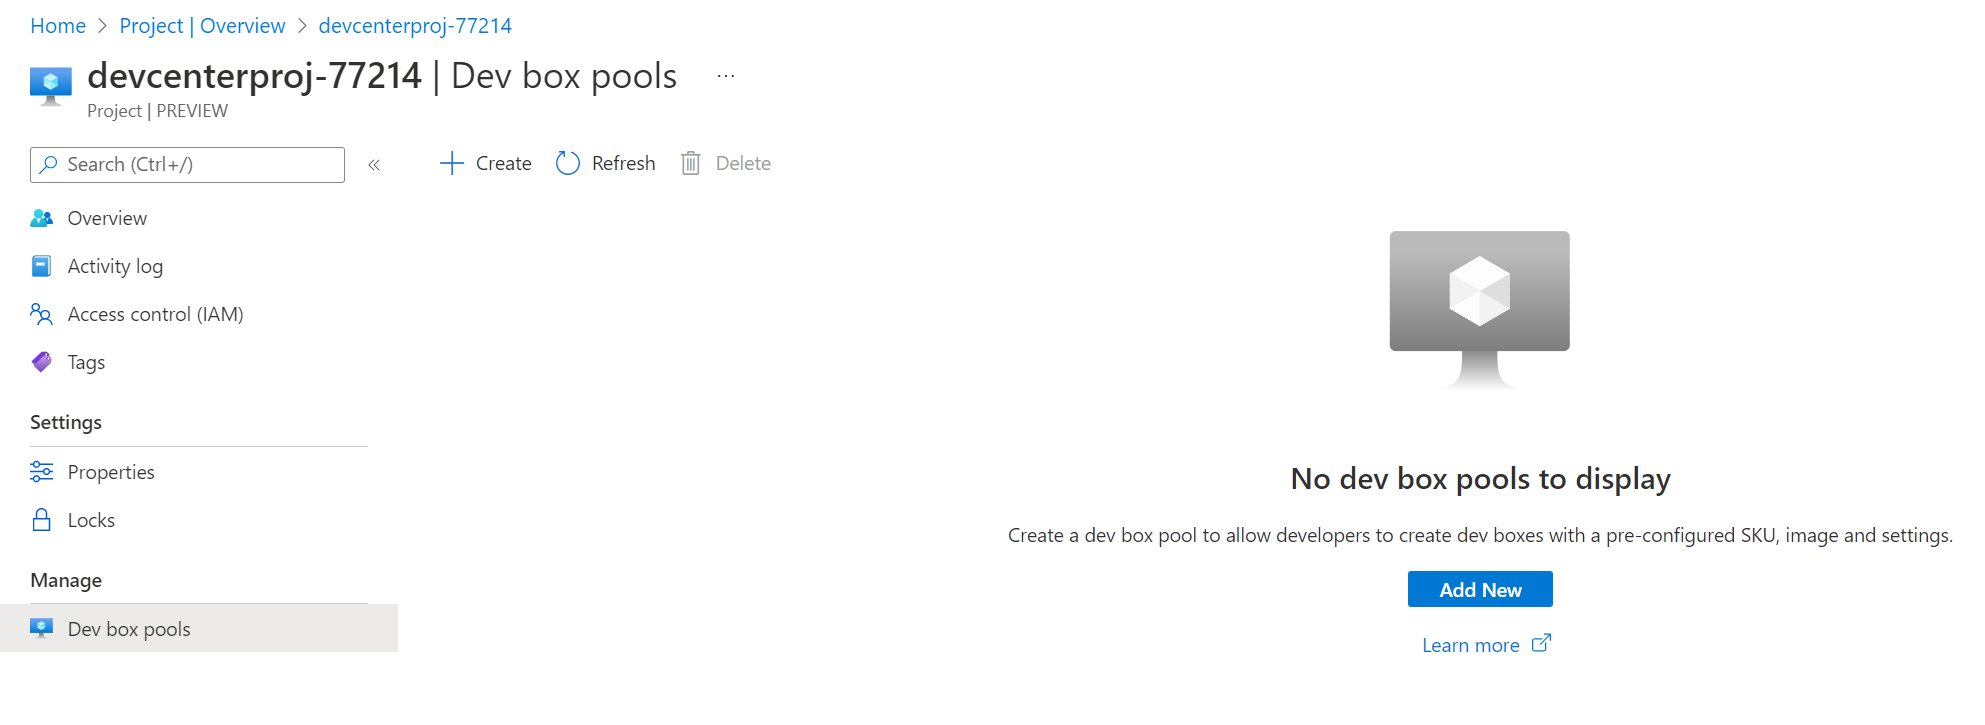 Home > Project | Overview > devcenterproj-77214
devcenterproj-77214 | Dev box pools ...
Project | PREVIEW
Search (Ctrl+/) «
Create Refresh Delete
Overview
Activity log
Access control (IAM)
Tags
Settings
Properties
Locks
Manage
Dev box pools
No dev box pools to display
Create a dev box pool to allow developers to create dev boxes with a pre-configured SKU, image and settings.
Add New
Learn more